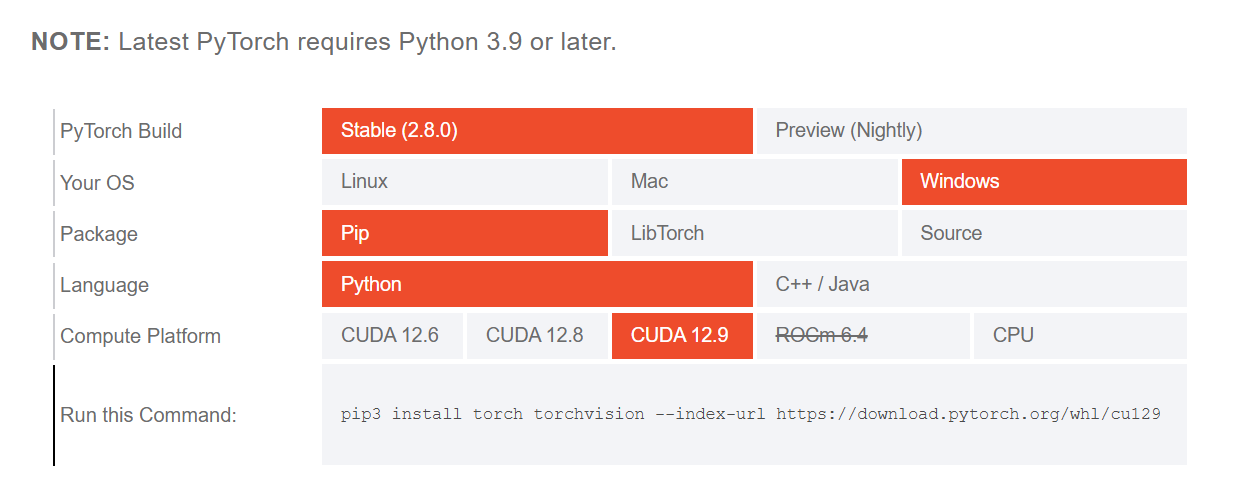 NOTE: Latest PyTorch requires Python 3.9 or later.
PyTorch Build Stable (2.8.0) Preview (Nightly)
Your OS Linux Mac Windows
Package Pip LibTorch Source
Language Python C++ / Java
Compute Platform CUDA 12.6 CUDA 12.8 CUDA 12.9 ROCm 6.4 CPU
Run this Command: pip3 install torch torchvision --index-url https://download.pytorch.org/whl/cu129